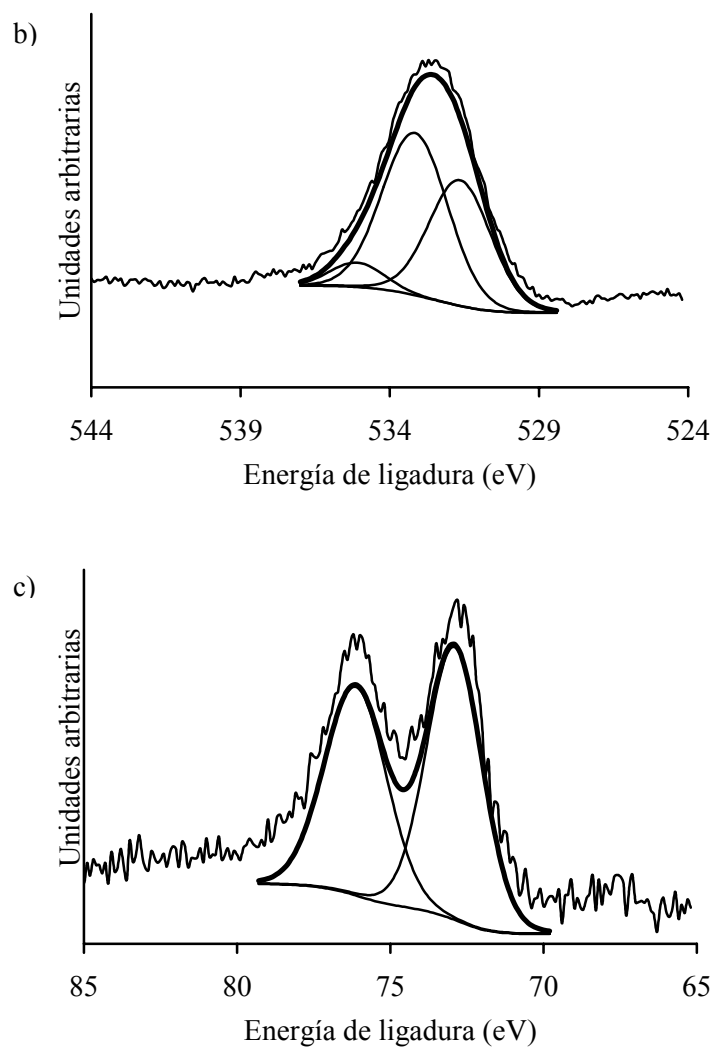 b)
Unidades arbitrarias
544
539
534
529
524
Energía de ligadura (eV)
c)
Unidades arbitrarias
85
80
75
70
65
Energía de ligadura (eV)